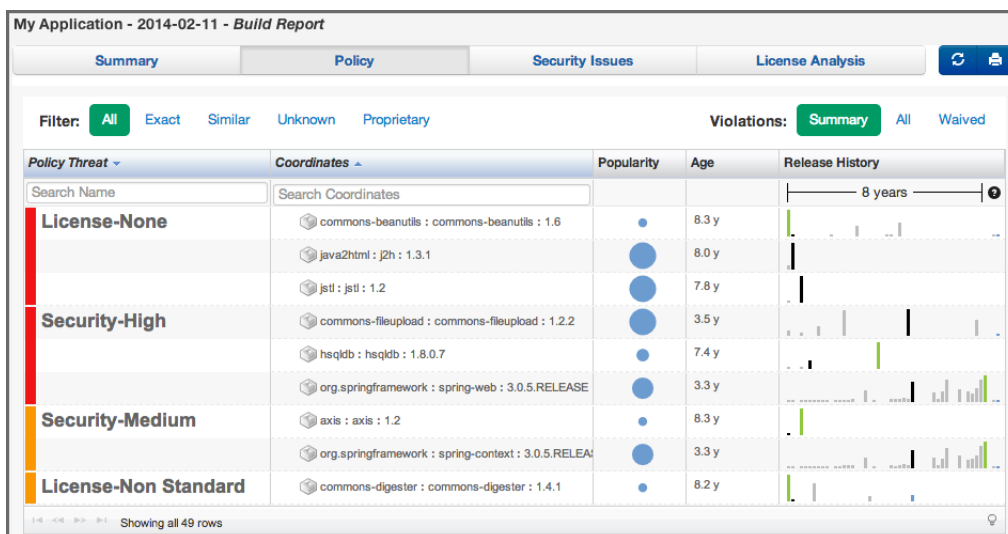 My Application - 2014-02-11 - Build Report
Summary Policy Security Issues License Analysis
Filter: All Exact Similar Unknown Proprietary Violations: Summary All Waived
Policy Threat Coordinates Popularity Age Release History
Search Name Search Coordinates 8 years
License-None commons-beanutils : commons-beanutils : 1.6 8.3 y
java2html : j2h : 1.3.1 8.0 y
jstl : jstl : 1.2 7.8 y
Security-High commons-fileupload : commons-fileupload : 1.2.2 3.5 y
hsqldb : hsqldb : 1.8.0.7 7.4 y
org.springframework : spring-web : 3.0.5.RELEASE 3.3 y
Security-Medium axis : axis : 1.2 8.3 y
org.springframework : spring-context : 3.0.5.RELEA 3.3 y
License-Non Standard commons-digester : commons-digester : 1.4.1 8.2 y
Showing all 49 rows